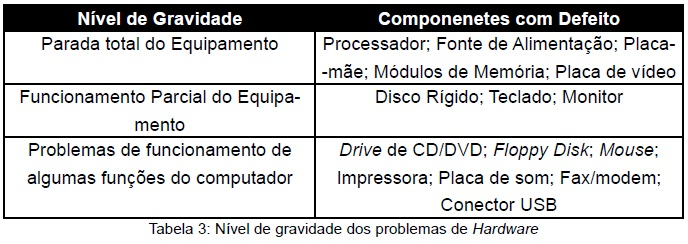 Nível de Gravidade
Componenetes com Defeito
Parada total do Equipamento
Processador; Fonte de Alimentação; Placa-
-mãe; Módulos de Memória; Placa de vídeo
Funcionamento Parcial do Equipa-
mento
Disco Rígido; Teclado; Monitor
Problemas de funcionamento de
algumas funções do computador
Drive de CD/DVD; Floppy Disk; Mouse;
Impressora; Placa de som; Fax/modem;
Conector USB
Tabela 3: Nível de gravidade dos problemas de Hardware